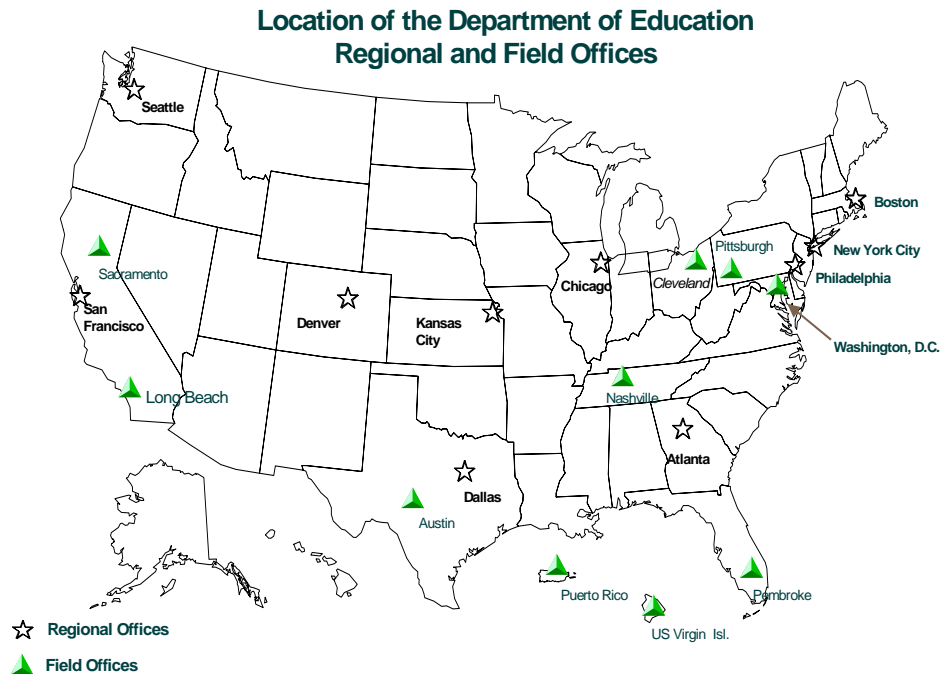 Location of the Department of Education
Regional and Field Offices
Seattle
Boston
Pittsburgh
New York City
Sacramento
Philadelphia
Cleveland
Chicago
San
Francisco
Denver
Kansas
City
Washington, D.C.
Long Beach
Nashville
Atlanta
Dallas
Austin
Puerto Rico
Pembroke
US Virgin Isl.
Regional Offices
Field Offices